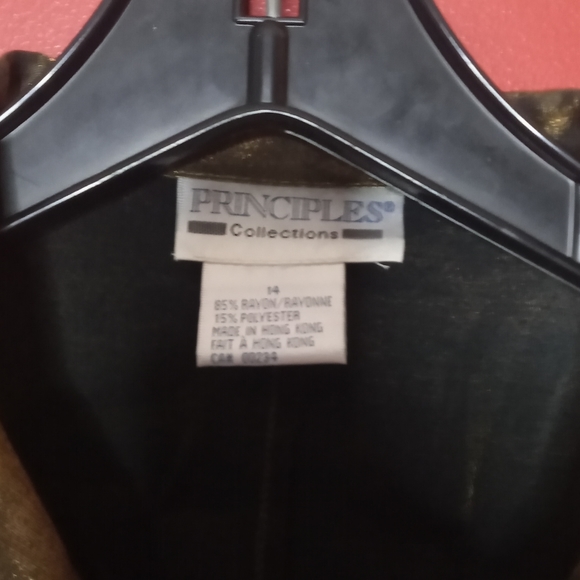 PRINCIPLES®
Collections
14
85% RAYON/RAYONNE
15% POLYESTER
MADE IN HONG KONG
FAIT À HONG KONG
CA# 00234